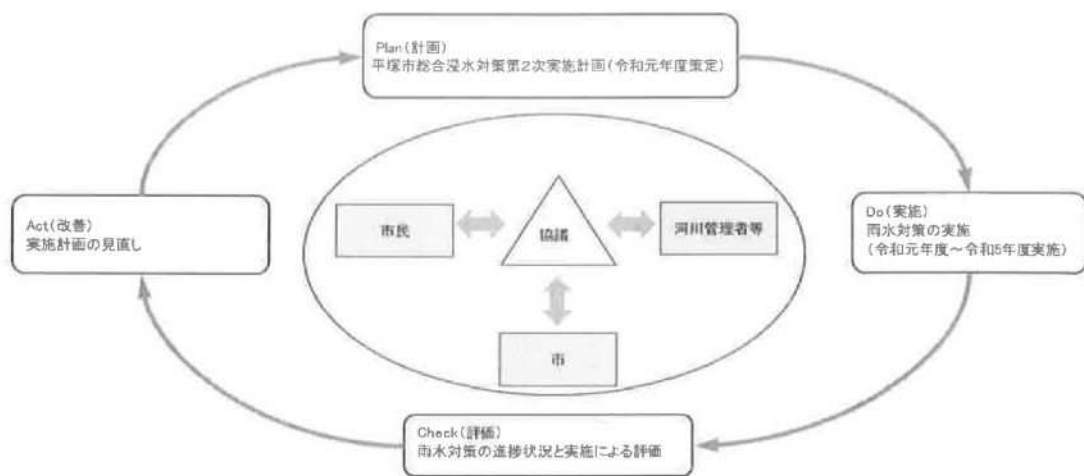 Plan(計画)
平塚市総合浸水対策第2次実施計画(令和元年度策定)
Act(改善)
実施計画の見直し
市民
協議
河川管理者等
Do(実施)
雨水対策の実施
(令和元年度～令和5年度実施)
市
Check(評価)
雨水対策の進捗状況と実施による評価